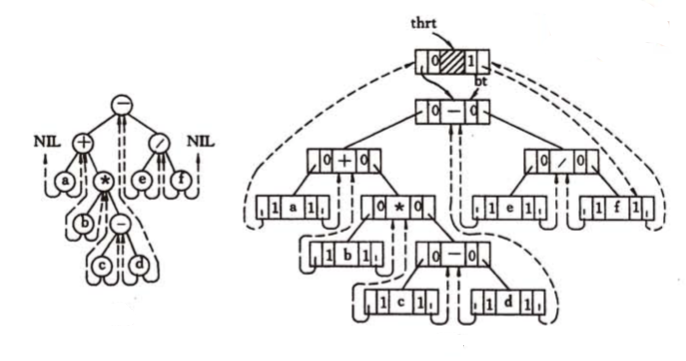 thrt
0 1
bt
−
0 − 0
NIL + / NIL
0 + 0 0 / 0
a * e f
1 a 1 0 * 0 1 e 1 1 f 1
b −
1 b 1 0 − 0
c d
1 c 1 1 d 1